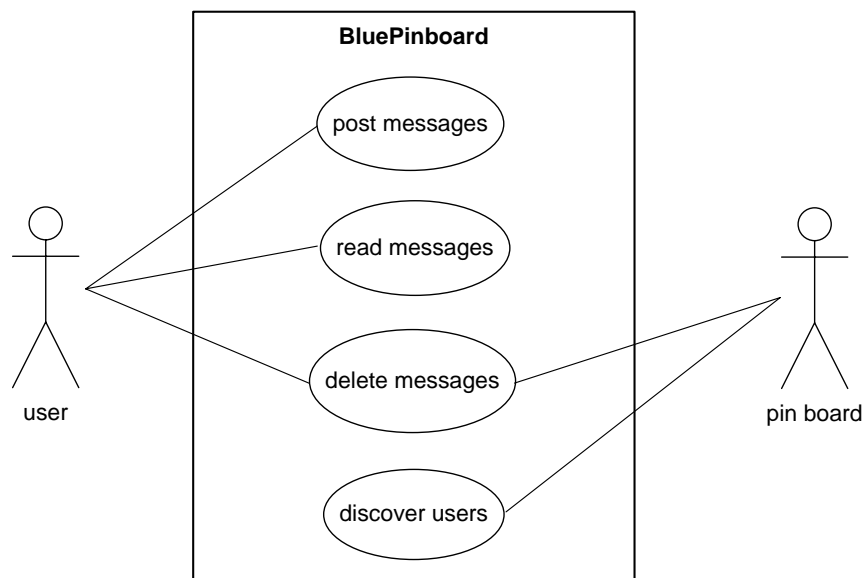 BluePinboard
post messages
read messages
delete messages
discover users
user
pin board